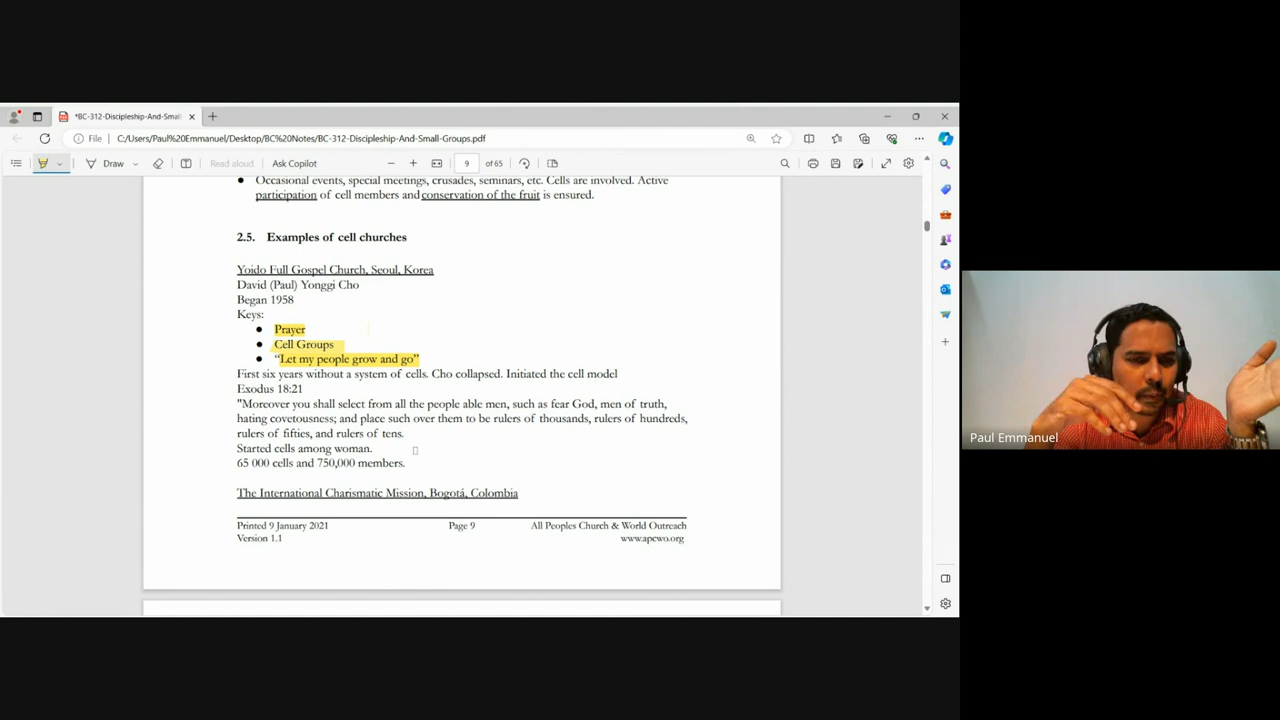 *BC-312-Discipleship-And-Small-
File
C:/Users/Paul%20Emmanuel/Desktop/BC%20Notes/BC-312-Discipleship-And-Small-Groups.pdf
Draw
Read aloud
Ask Copilot
9
of 65
● Occasional events, special meetings, crusades, seminars, etc. Cells are involved. Active
participation of cell members and conservation of the fruit is ensured.
2.5. Examples of cell churches
Yoido Full Gospel Church, Seoul, Korea
David (Paul) Yonggi Cho
Began 1958
Keys:
● Prayer
● Cell Groups
● “Let my people grow and go”
First six years without a system of cells. Cho collapsed. Initiated the cell model
Exodus 18:21
"Moreover you shall select from all the people able men, such as fear God, men of truth,
hating covetousness; and place such over them to be rulers of thousands, rulers of hundreds,
rulers of fifties, and rulers of tens.
Started cells among woman.
65 000 cells and 750,000 members.
The International Charismatic Mission, Bogotá, Colombia
Printed 9 January 2021 Page 9 All Peoples Church & World Outreach
Version 1.1 www.apcwo.org
Paul Emmanuel